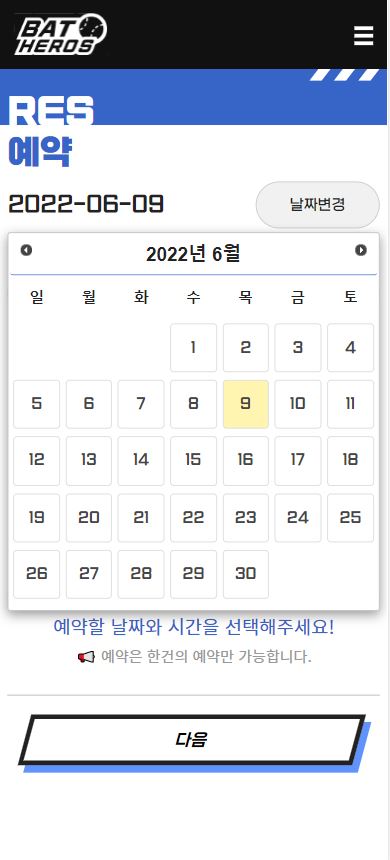 BAT
HEROS
RES
예약
2022-06-09
날짜변경
2022년 6월
일 월 화 수 목 금 토
1 2 3 4
5 6 7 8 9 10 11
12 13 14 15 16 17 18
19 20 21 22 23 24 25
26 27 28 29 30
예약할 날짜와 시간을 선택해주세요!
예약은 한건의 예약만 가능합니다.
다음